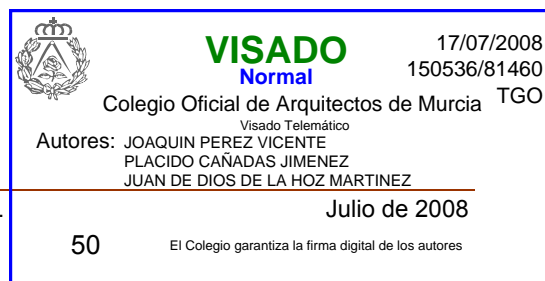 VISADO
17/07/2008
Normal
150536/81460
Colegio Oficial de Arquitectos de Murcia
TGO
Visado Telemático
Autores: JOAQUIN PEREZ VICENTE
PLACIDO CAÑADAS JIMENEZ
JUAN DE DIOS DE LA HOZ MARTINEZ
Julio de 2008
50
El Colegio garantiza la firma digital de los autores